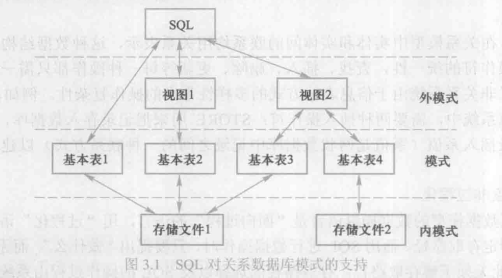 SQL
视图1
视图2
外模式
基本表1
基本表2
基本表3
基本表4
模式
存储文件1
存储文件2
内模式
图 3.1 SQL 对关系数据库模式的支持